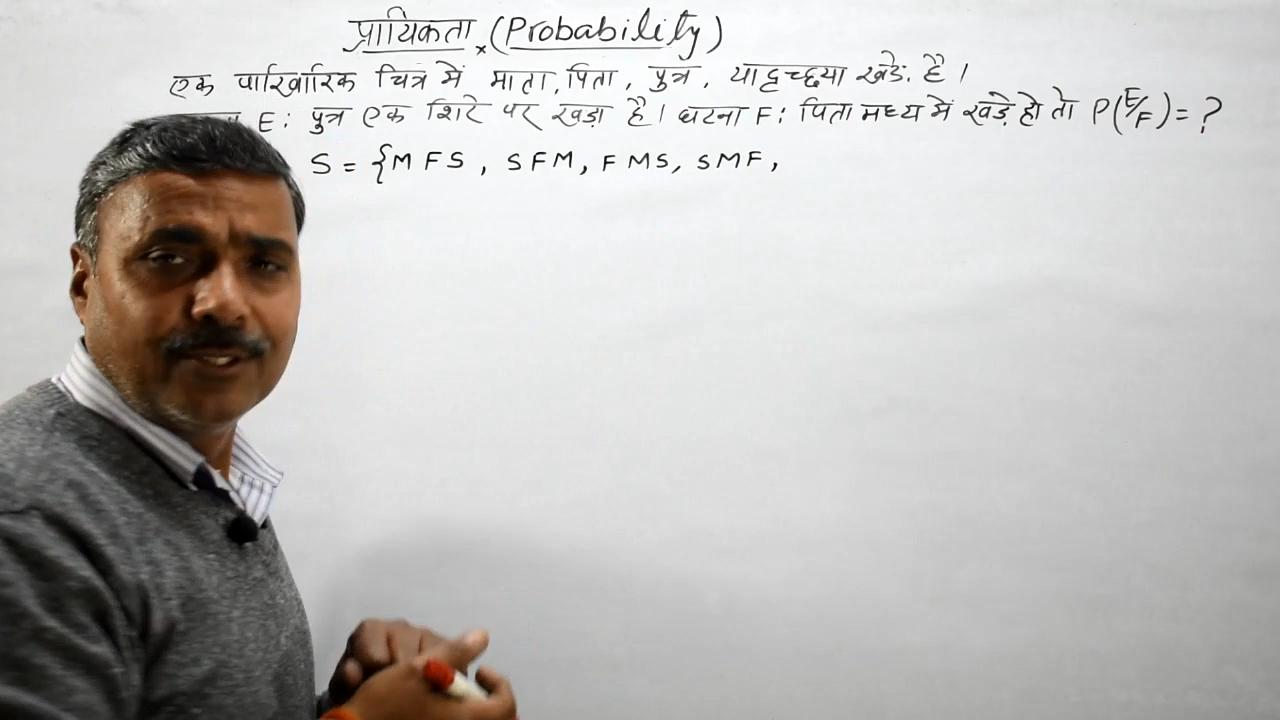 प्रायिकता (Probability)
एक पारिवारिक चित्र में माता, पिता, पुत्र, यादृच्छया खड़े हैं।
E: पुत्र एक शिरे पर खड़ा है। घटना F: पिता मध्य में खड़े हो तो P(E/F) = ?
S = {MFS, SFM, FMS, SMF,